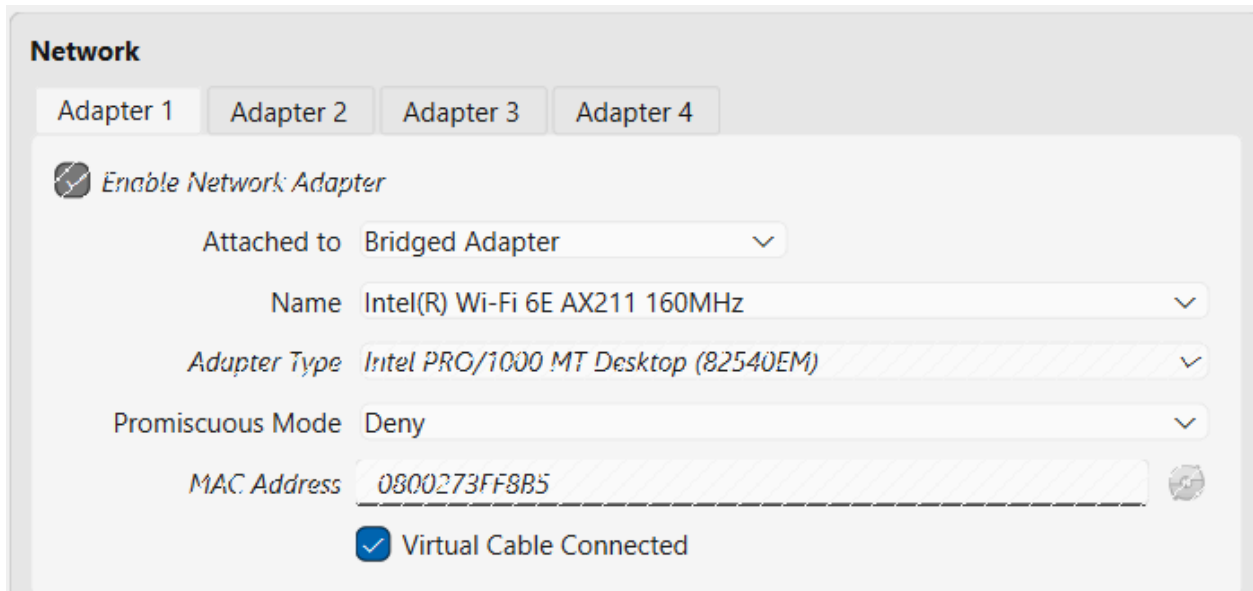 Network
Adapter 1 Adapter 2 Adapter 3 Adapter 4
Enable Network Adapter
Attached to Bridged Adapter
Name Intel(R) Wi-Fi 6E AX211 160MHz
Adapter Type Intel PRO/1000 MT Desktop (82540EM)
Promiscuous Mode Deny
MAC Address 0800273FF8B5
Virtual Cable Connected